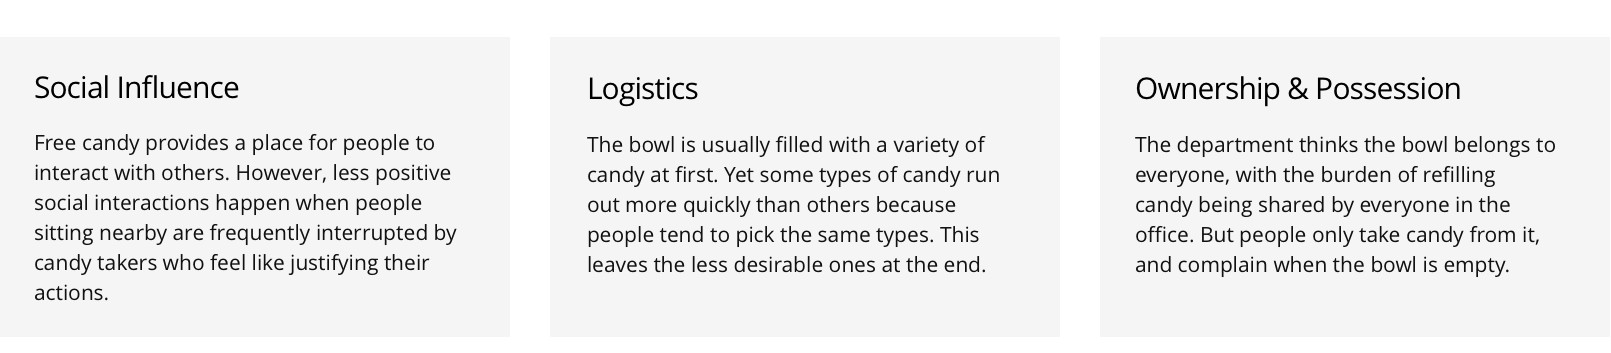 Social Influence
Free candy provides a place for people to
interact with others. However, less positive
social interactions happen when people
sitting nearby are frequently interrupted by
candy takers who feel like justifying their
actions.
Logistics
The bowl is usually filled with a variety of
candy at first. Yet some types of candy run
out more quickly than others because
people tend to pick the same types. This
leaves the less desirable ones at the end.
Ownership & Possession
The department thinks the bowl belongs to
everyone, with the burden of refilling
candy being shared by everyone in the
office. But people only take candy from it,
and complain when the bowl is empty.